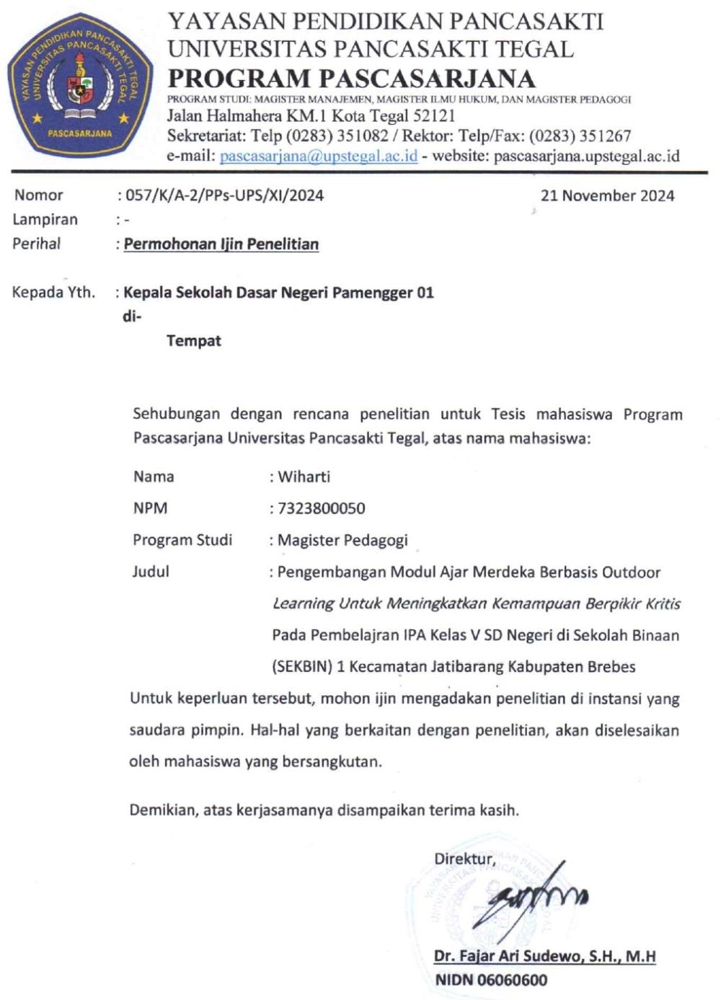 YAYASAN PENDIDIKAN PANCASAKTI TEGAL
UNIVERSITAS PANCASAKTI TEGAL
PASCASARJANA
YAYASAN PENDIDIKAN PANCASAKTI
UNIVERSITAS PANCASAKTI TEGAL
PROGRAM PASCASARJANA
PROGRAM STUDI: MAGISTER MANAJEMEN, MAGISTER ILMU HUKUM, DAN MAGISTER PEDAGOGI
Jalan Halmahera KM.1 Kota Tegal 52121
Sekretariat: Telp (0283) 351082 / Rektor: Telp/Fax: (0283) 351267
e-mail: pascasarjana@upstegal.ac.id - website: pascasarjana.upstegal.ac.id
Nomor : 057/K/A-2/PPs-UPS/XI/2024 21 November 2024
Lampiran : -
Perihal : Permohonan Ijin Penelitian
Kepada Yth. : Kepala Sekolah Dasar Negeri Pamengger 01
di-
Tempat
Sehubungan dengan rencana penelitian untuk Tesis mahasiswa Program
Pascasarjana Universitas Pancasakti Tegal, atas nama mahasiswa:
Nama : Wiharti
NPM : 7323800050
Program Studi : Magister Pedagogi
Judul : Pengembangan Modul Ajar Merdeka Berbasis Outdoor
Learning Untuk Meningkatkan Kemampuan Berpikir Kritis
Pada Pembelajran IPA Kelas V SD Negeri di Sekolah Binaan
(SEKBIN) 1 Kecamatan Jatibarang Kabupaten Brebes
Untuk keperluan tersebut, mohon ijin mengadakan penelitian di instansi yang
saudara pimpin. Hal-hal yang berkaitan dengan penelitian, akan diselesaikan
oleh mahasiswa yang bersangkutan.
Demikian, atas kerjasamanya disampaikan terima kasih.
Direktur,
Dr. Fajar Ari Sudewo, S.H., M.H
NIDN 06060600